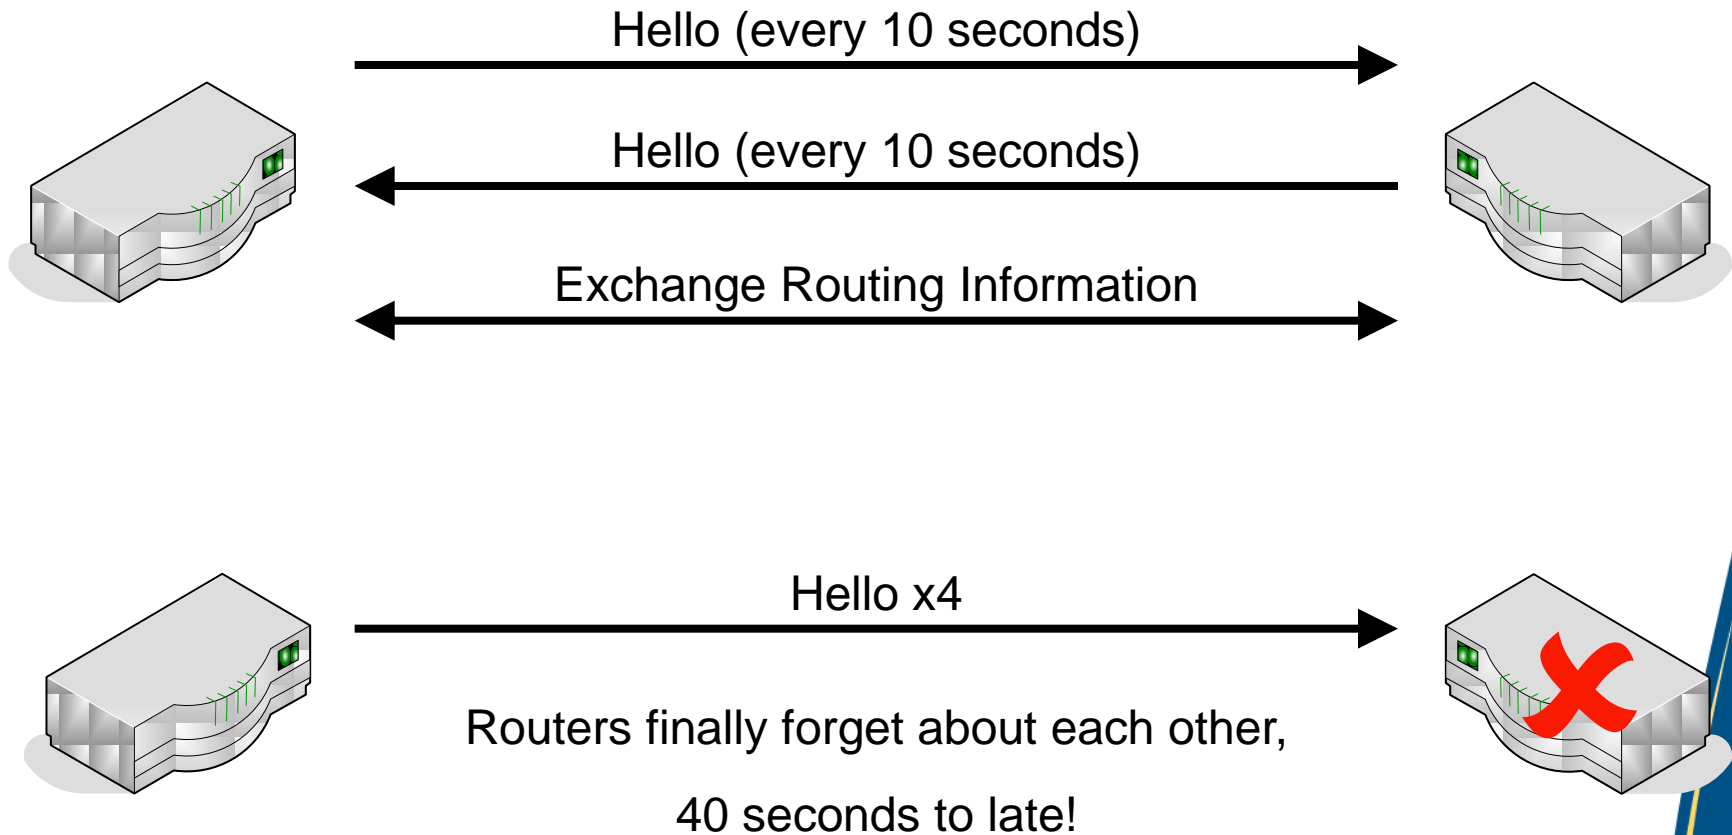 Hello (every 10 seconds)
Hello (every 10 seconds)
Exchange Routing Information
Hello x4
Routers finally forget about each other,
40 seconds to late!